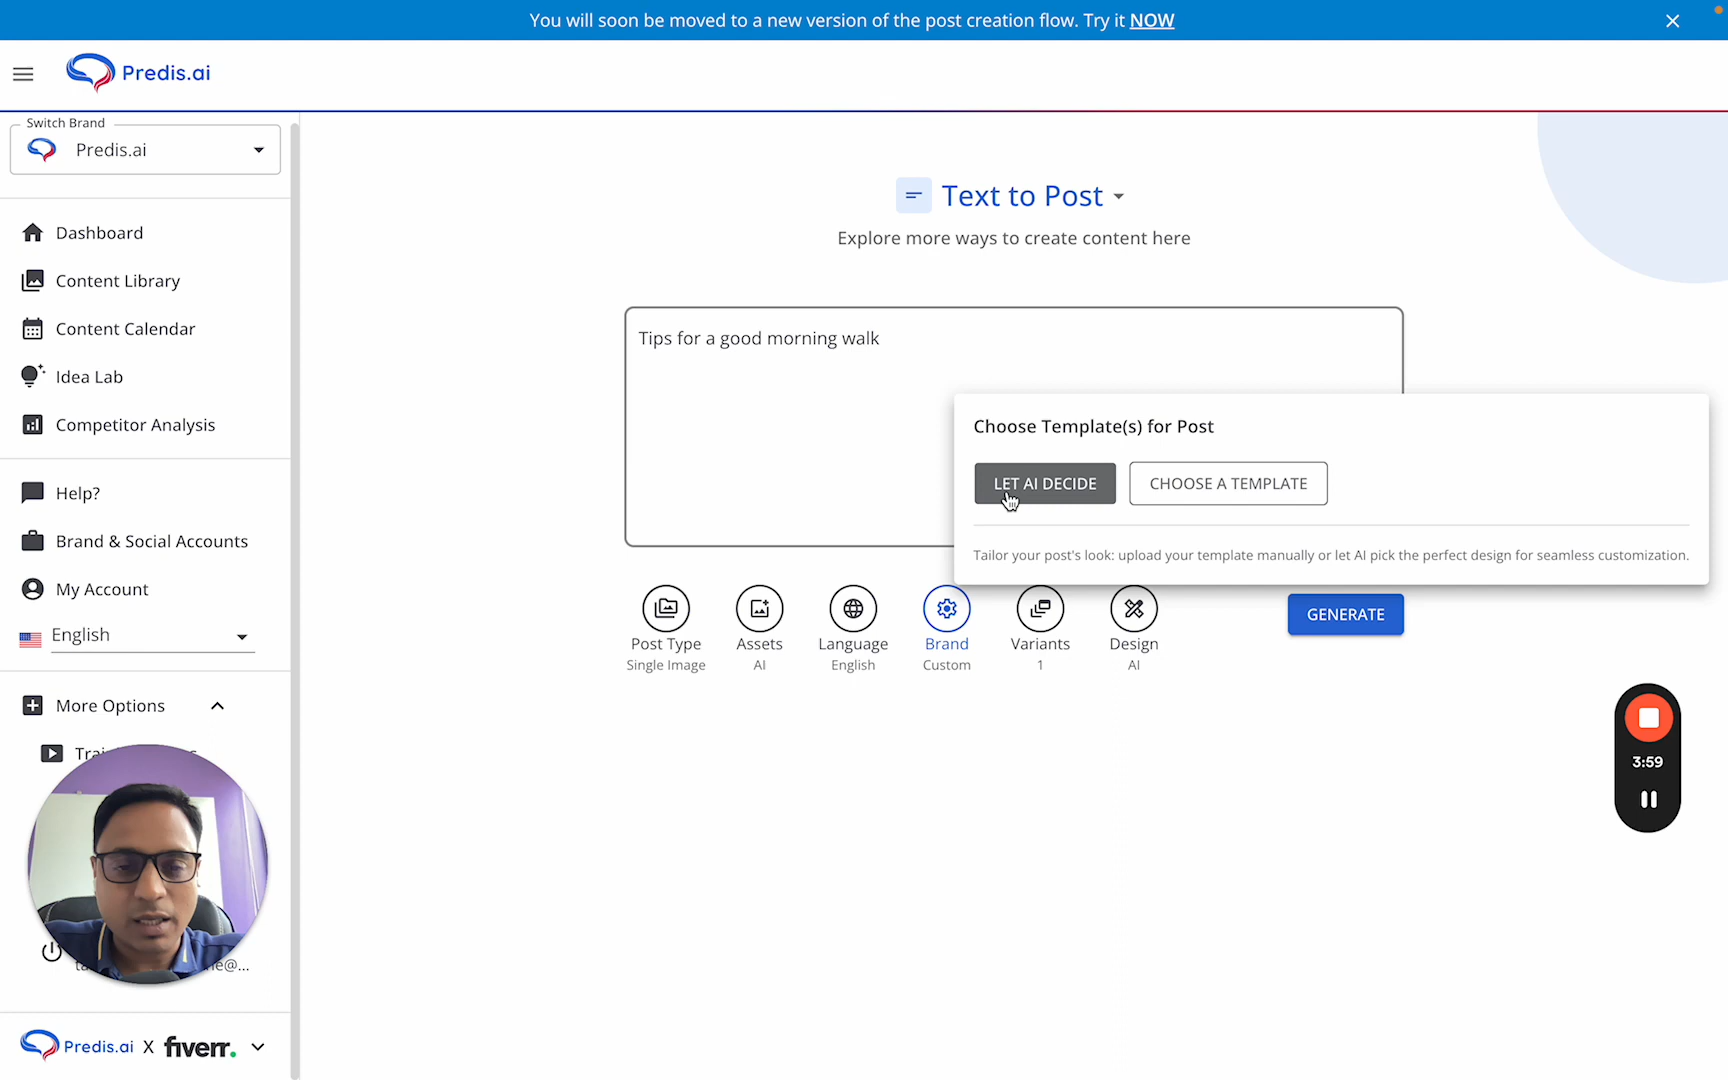 You will soon be moved to a new version of the post creation flow. Try it NOW
Predis.ai
Switch Brand
Predis.ai
Dashboard
Content Library
Content Calendar
Idea Lab
Competitor Analysis
Help?
Brand & Social Accounts
My Account
English
More Options
Predis.ai X fiverr.
Text to Post
Explore more ways to create content here
Tips for a good morning walk
Choose Template(s) for Post
LET AI DECIDE
CHOOSE A TEMPLATE
Tailor your post's look: upload your template manually or let AI pick the perfect design for seamless customization.
Post Type
Single Image
Assets
AI
Language
English
Brand
Custom
Variants
1
Design
AI
GENERATE
3:59